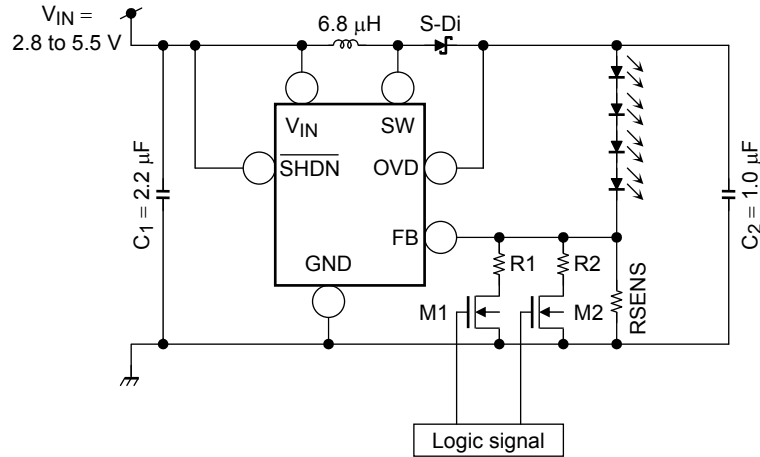 V_IN =
2.8 to 5.5 V
6.8 μH
S-Di
V_IN
SW
SHDN
OVD
C_1 = 2.2 μF
C_2 = 1.0 μF
FB
GND
R1
R2
M1
M2
RSENS
Logic signal